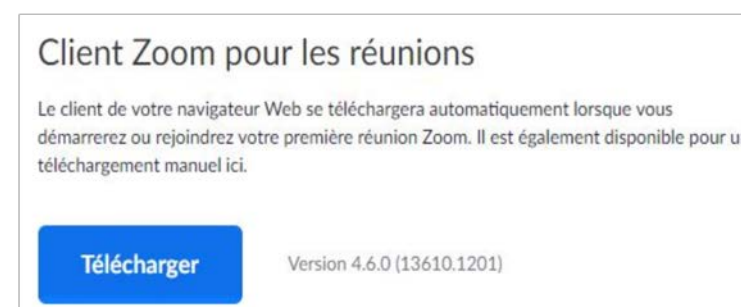 Client Zoom pour les réunions
Le client de votre navigateur Web se téléchargera automatiquement lorsque vous
démarrerez ou rejoindrez votre première réunion Zoom. Il est également disponible pour u
téléchargement manuel ici.
Télécharger
Version 4.6.0 (13610.1201)